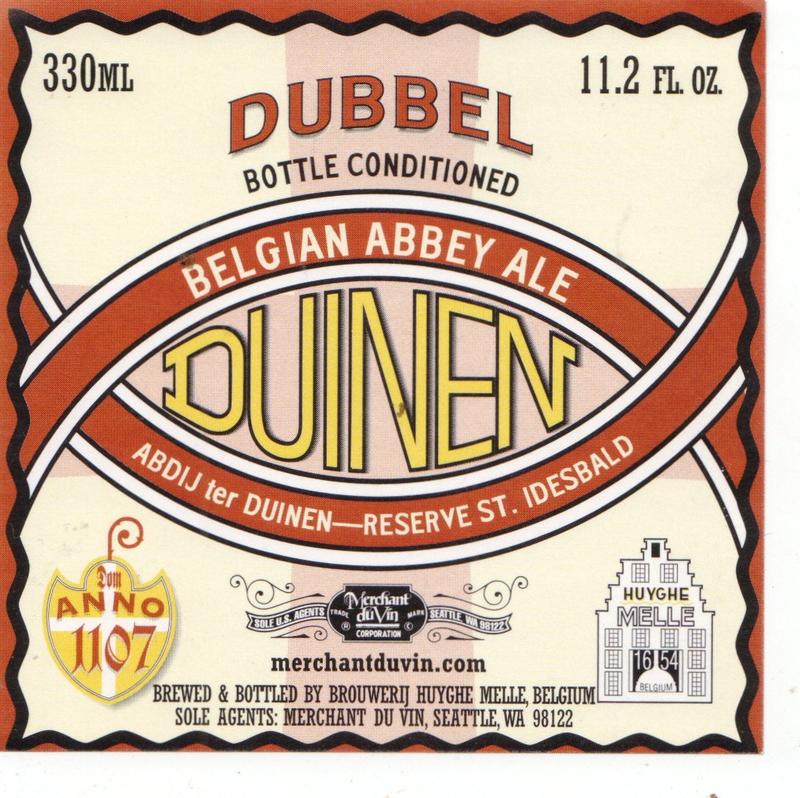 330ML
11.2 FL. OZ.
DUBBEL
BOTTLE CONDITIONED
BELGIAN ABBEY ALE
DUINEN
ABDIJ ter DUINEN—RESERVE ST. IDESBALD
Dom
ANNO
1107
Merchant
du Vin
CORPORATION
SOLE U.S. AGENTS
TRADE MARK
R C
SEATTLE, WA 98122
HUYGHE
MELLE
16 54
BELGIUM
merchantduvin.com
BREWED & BOTTLED BY BROUWERIJ HUYGHE MELLE, BELGIUM
SOLE AGENTS: MERCHANT DU VIN, SEATTLE, WA 98122